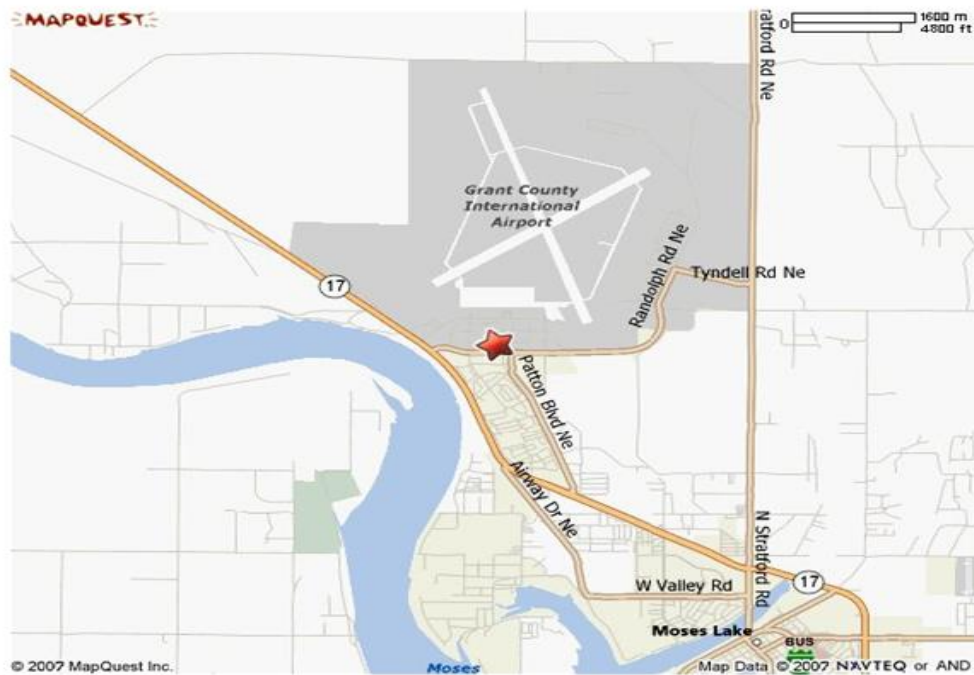 MAPQUEST
0
1600 m
4800 ft
ratford Rd Ne
Grant County
International
Airport
Randolph Rd Ne
Tyndell Rd Ne
17
Patton Blvd Ne
Airway Dr Ne
N Stratford Rd
W Valley Rd
17
Moses Lake
BUS
© 2007 MapQuest Inc.
Moses
Map Data © 2007 NAVTEQ or AND